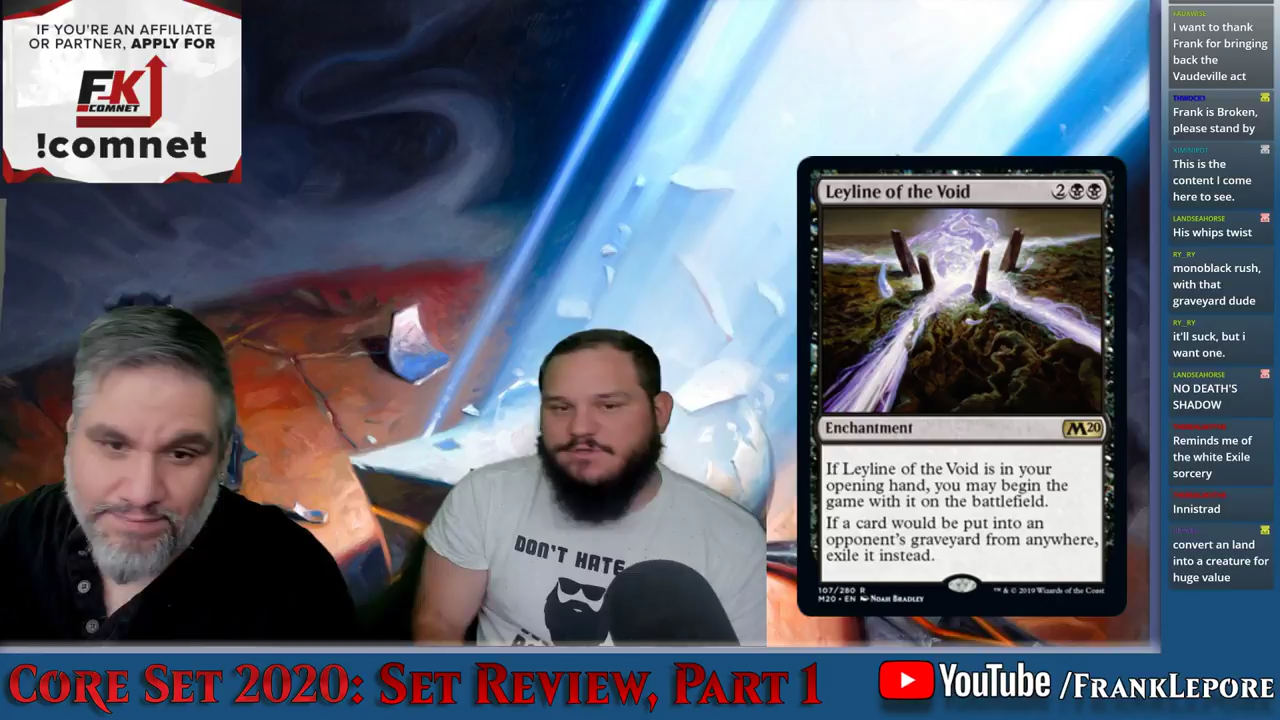 IF YOU'RE AN AFFILIATE
OR PARTNER, APPLY FOR
FK
COMNET
!comnet
DON'T HATE
Leyline of the Void 2
Enchantment
M20
If Leyline of the Void is in your
opening hand, you may begin the
game with it on the battlefield.
If a card would be put into an
opponent's graveyard from anywhere,
exile it instead.
107/280 R
M20 • EN NOAH BRADLEY
™ & © 2019 Wizards of the Coast
I want to thank
Frank for bringing
back the
Vaudeville act
Frank is Broken,
please stand by
This is the
content I come
here to see.
LANDSEAHORSE
His whips twist
RY_RY
monoblack rush,
with that
graveyard dude
RY_RY
it'll suck, but i
want one.
LANDSEAHORSE
NO DEATH'S
SHADOW
Reminds me of
the white Exile
sorcery
Innistrad
convert an land
into a creature for
huge value
CORE SET 2020: SET REVIEW, PART 1
YouTube /FRANKLEPORE